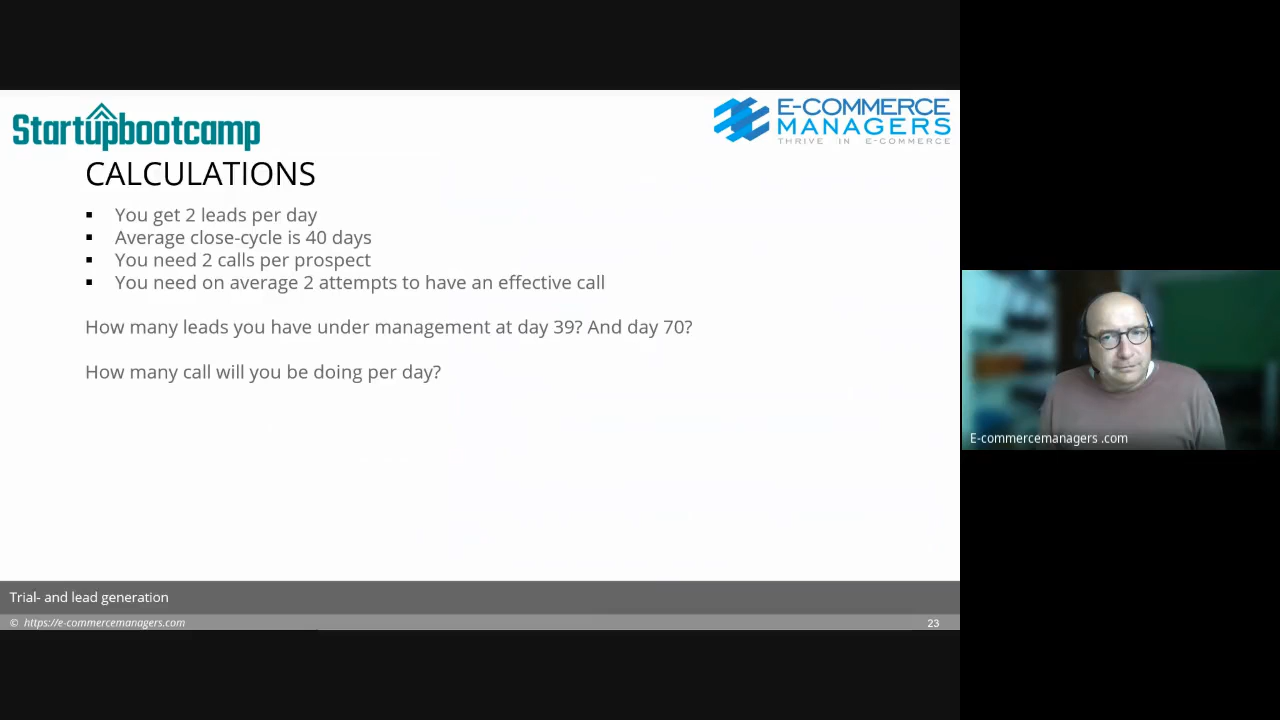 Startupbootcamp
E-COMMERCE
MANAGERS
THRIVE IN E-COMMERCE
CALCULATIONS
▪ You get 2 leads per day
▪ Average close-cycle is 40 days
▪ You need 2 calls per prospect
▪ You need on average 2 attempts to have an effective call
How many leads you have under management at day 39? And day 70?
How many call will you be doing per day?
E-commercemanagers .com
Trial- and lead generation
© https://e-commercemanagers.com
23